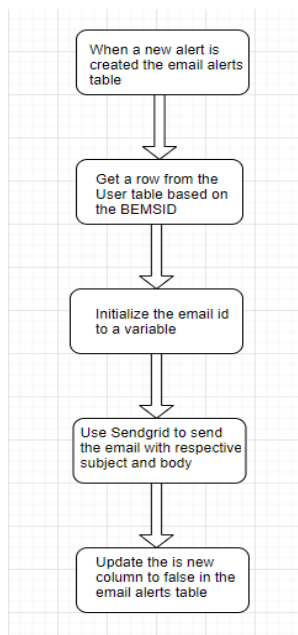 When a new alert is
created the email alerts
table
Get a row from the
User table based on
the BEMSID
Initialize the email id
to a variable
Use Sendgrid to send
the email with respective
subject and body
Update the is new
column to false in the
email alerts table